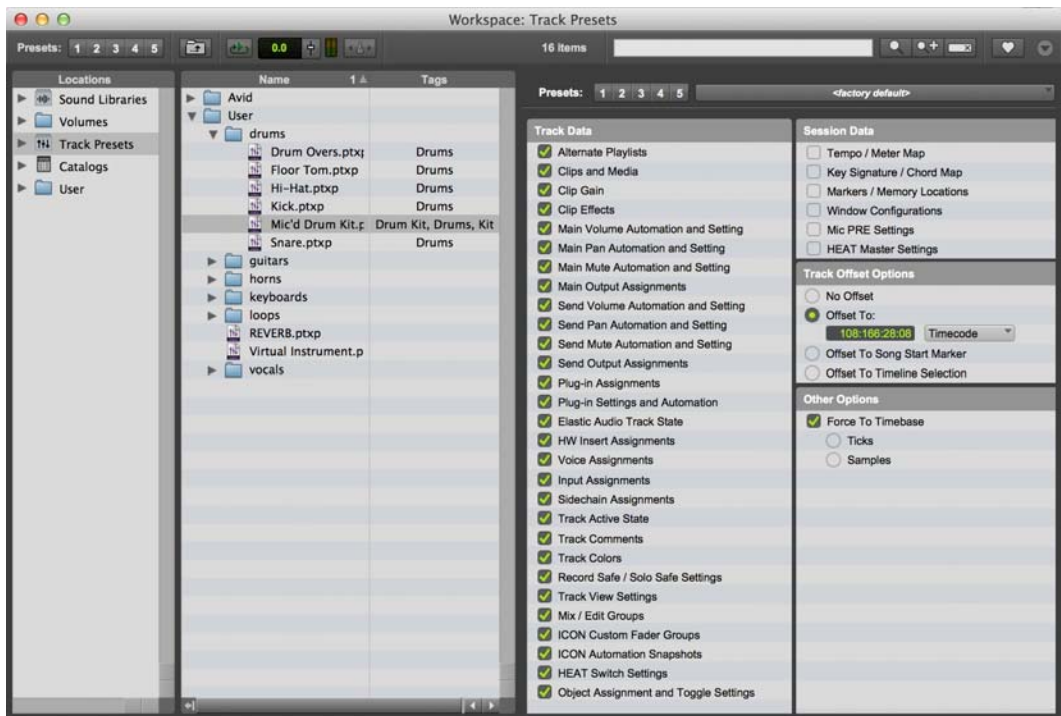 Workspace: Track Presets
Presets: 1 2 3 4 5
0.0
16 items
Locations
Sound Libraries
Volumes
Track Presets
Catalogs
User
Name 1 Tags
Avid
User
drums
Drum Overs.ptxp Drums
Floor Tom.ptxp Drums
Hi-Hat.ptxp Drums
Kick.ptxp Drums
Mic'd Drum Kit.p Drum Kit, Drums, Kit
Snare.ptxp Drums
guitars
horns
keyboards
loops
REVERB.ptxp
Virtual Instrument.p
vocals
Presets: 1 2 3 4 5 <factory default>
Track Data
Alternate Playlists
Clips and Media
Clip Gain
Clip Effects
Main Volume Automation and Setting
Main Pan Automation and Setting
Main Mute Automation and Setting
Main Output Assignments
Send Volume Automation and Setting
Send Pan Automation and Setting
Send Mute Automation and Setting
Send Output Assignments
Plug-in Assignments
Plug-in Settings and Automation
Elastic Audio Track State
HW Insert Assignments
Voice Assignments
Input Assignments
Sidechain Assignments
Track Active State
Track Comments
Track Colors
Record Safe / Solo Safe Settings
Track View Settings
Mix / Edit Groups
ICON Custom Fader Groups
ICON Automation Snapshots
HEAT Switch Settings
Object Assignment and Toggle Settings
Session Data
Tempo / Meter Map
Key Signature / Chord Map
Markers / Memory Locations
Window Configurations
Mic PRE Settings
HEAT Master Settings
Track Offset Options
No Offset
Offset To:
108:166:28:08 Timecode
Offset To Song Start Marker
Offset To Timeline Selection
Other Options
Force To Timebase
Ticks
Samples